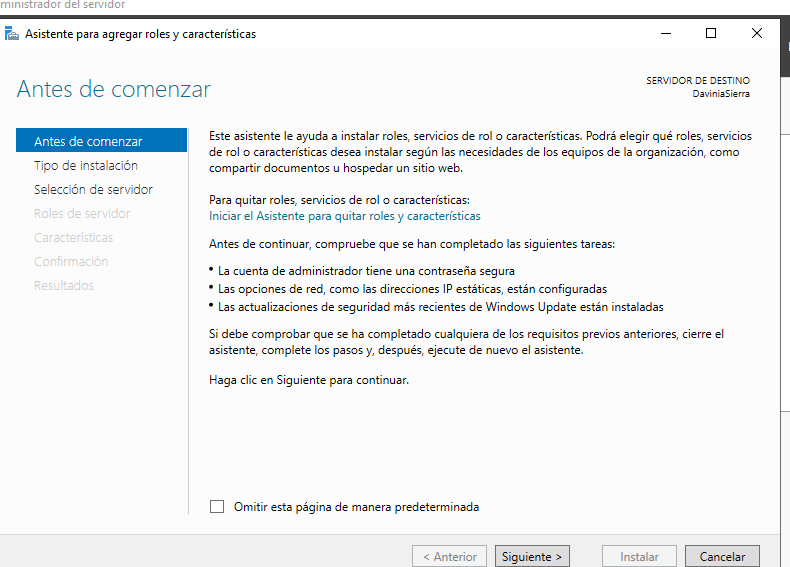 ministrador del servidor
Asistente para agregar roles y características
Antes de comenzar
SERVIDOR DE DESTINO
DaviniaSierra
Antes de comenzar
Tipo de instalación
Selección de servidor
Roles de servidor
Características
Confirmación
Resultados
Este asistente le ayuda a instalar roles, servicios de rol o características. Podrá elegir qué roles, servicios
de rol o características desea instalar según las necesidades de los equipos de la organización, como
compartir documentos u hospedar un sitio web.
Para quitar roles, servicios de rol o características:
Iniciar el Asistente para quitar roles y características
Antes de continuar, compruebe que se han completado las siguientes tareas:
• La cuenta de administrador tiene una contraseña segura
• Las opciones de red, como las direcciones IP estáticas, están configuradas
• Las actualizaciones de seguridad más recientes de Windows Update están instaladas
Si debe comprobar que se ha completado cualquiera de los requisitos previos anteriores, cierre el
asistente, complete los pasos y, después, ejecute de nuevo el asistente.
Haga clic en Siguiente para continuar.
Omitir esta página de manera predeterminada
< Anterior
Siguiente >
Instalar
Cancelar